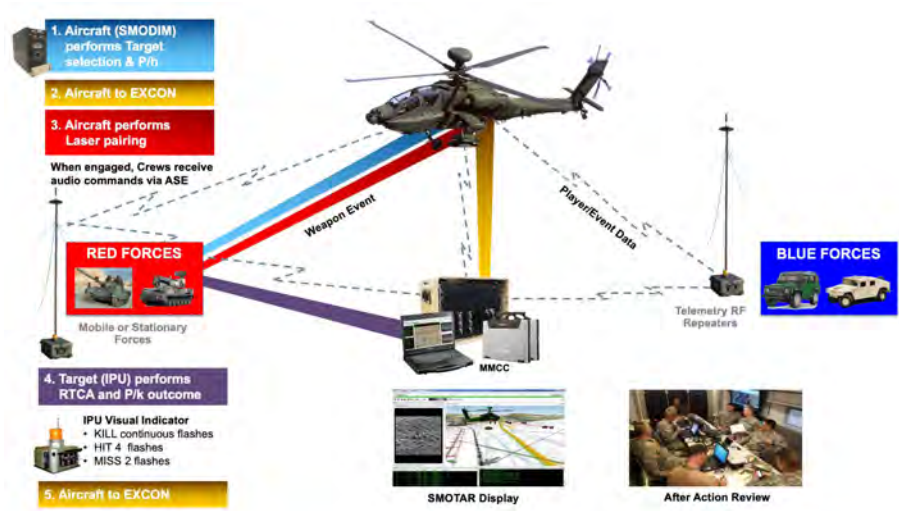 1. Aircraft (SMODIM)
performs Target
selection & P/h
2. Aircraft to EXCON
3. Aircraft performs
Laser pairing
When engaged, Crews receive
audio commands via ASE
Weapon Event
Player/Event Data
RED FORCES
Mobile or Stationary
Forces
BLUE FORCES
Telemetry RF
Repeaters
MMCC
4. Target (IPU) performs
RTCA and P/k outcome
IPU Visual Indicator
• KILL continuous flashes
• HIT 4 flashes
• MISS 2 flashes
5. Aircraft to EXCON
SMOTAR Display
After Action Review